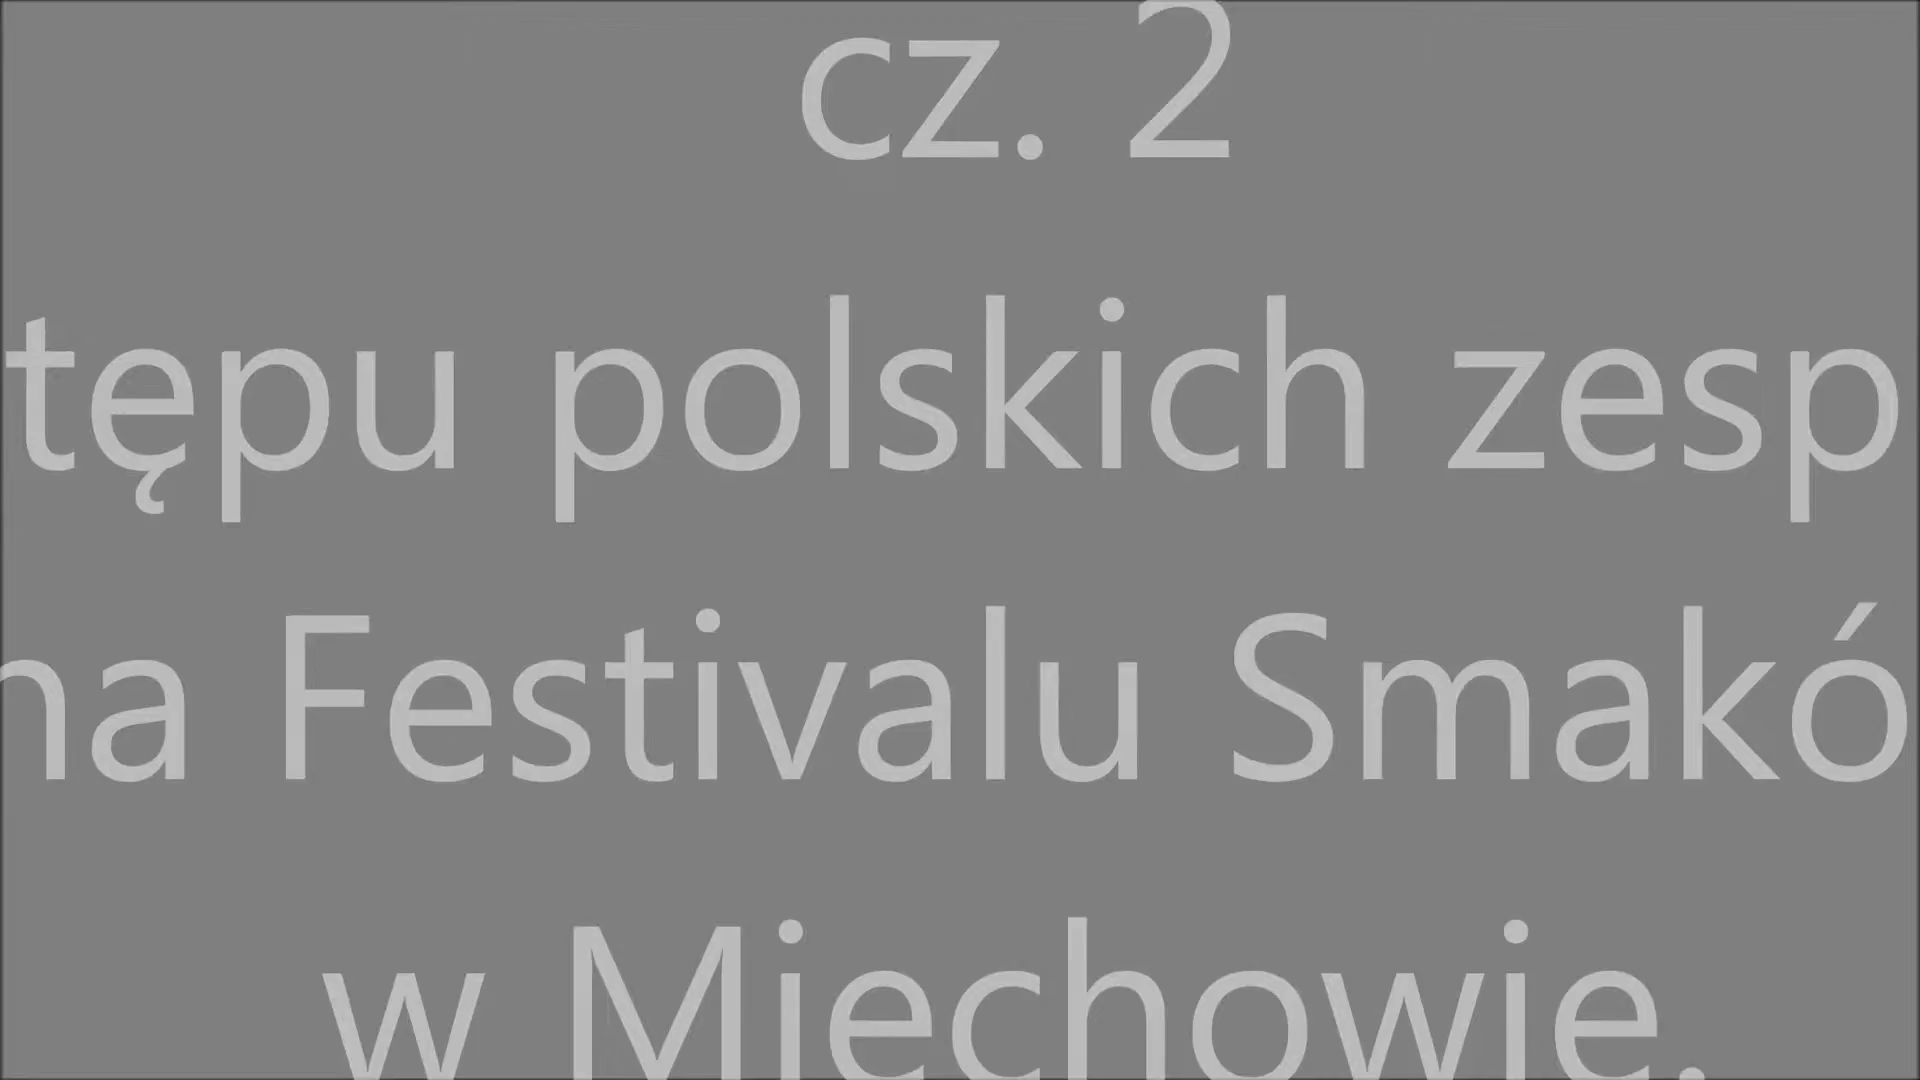 cz. 2
tępu polskich zesp
na Festivalu Smakó
w Miechowie.